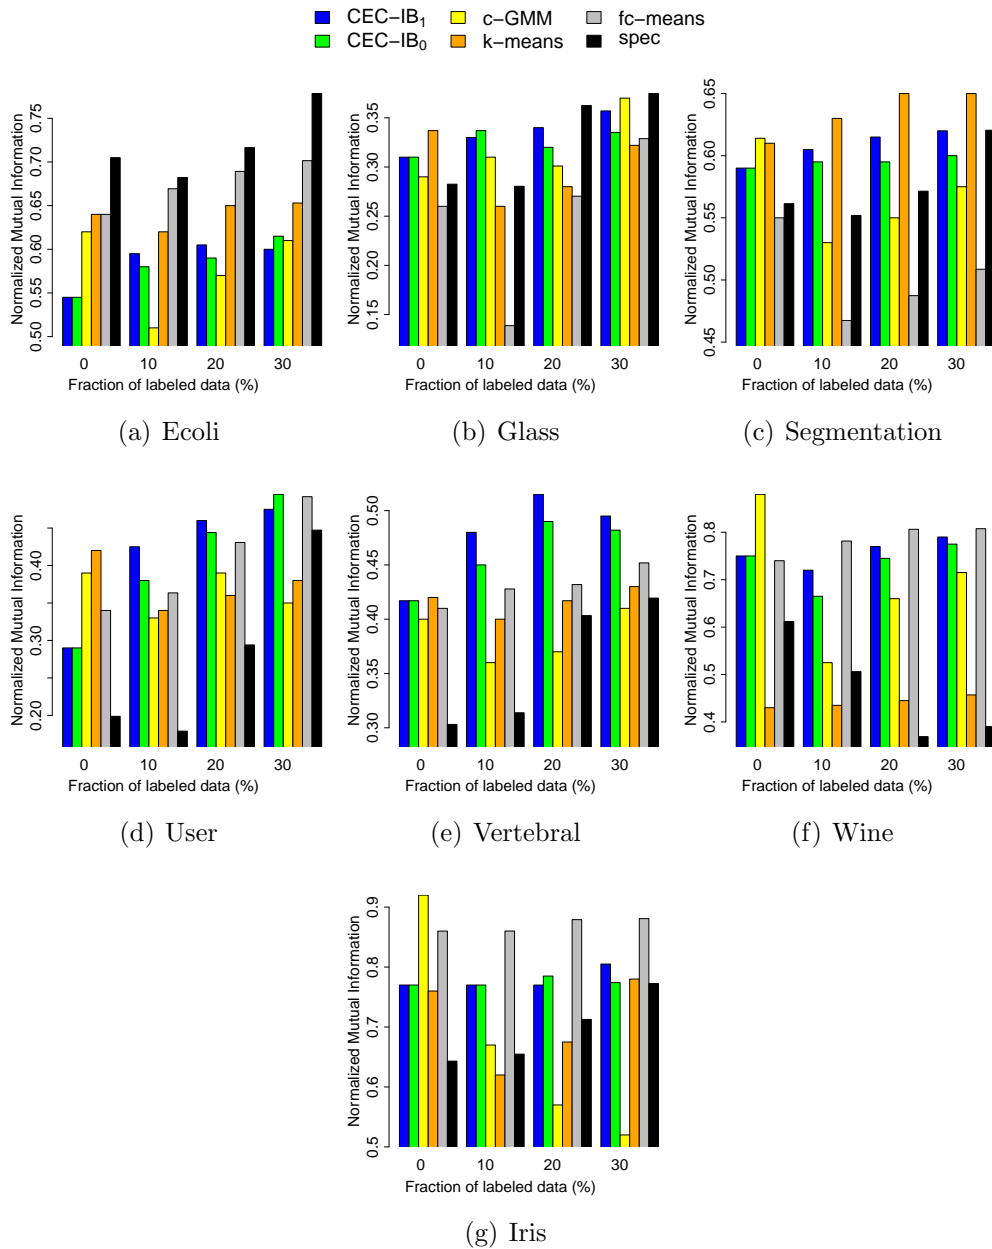 CEC−IB1 c−GMM fc−means
CEC−IB0 k−means spec
Normalized Mutual Information
0.50 0.55 0.60 0.65 0.70 0.75
0 10 20 30
Fraction of labeled data (%)
(a) Ecoli
Normalized Mutual Information
0.15 0.20 0.25 0.30 0.35
0 10 20 30
Fraction of labeled data (%)
(b) Glass
Normalized Mutual Information
0.45 0.50 0.55 0.60 0.65
0 10 20 30
Fraction of labeled data (%)
(c) Segmentation
Normalized Mutual Information
0.20 0.30 0.40
0 10 20 30
Fraction of labeled data (%)
(d) User
Normalized Mutual Information
0.30 0.35 0.40 0.45 0.50
0 10 20 30
Fraction of labeled data (%)
(e) Vertebral
Normalized Mutual Information
0.4 0.5 0.6 0.7 0.8
0 10 20 30
Fraction of labeled data (%)
(f) Wine
Normalized Mutual Information
0.5 0.6 0.7 0.8 0.9
0 10 20 30
Fraction of labeled data (%)
(g) Iris